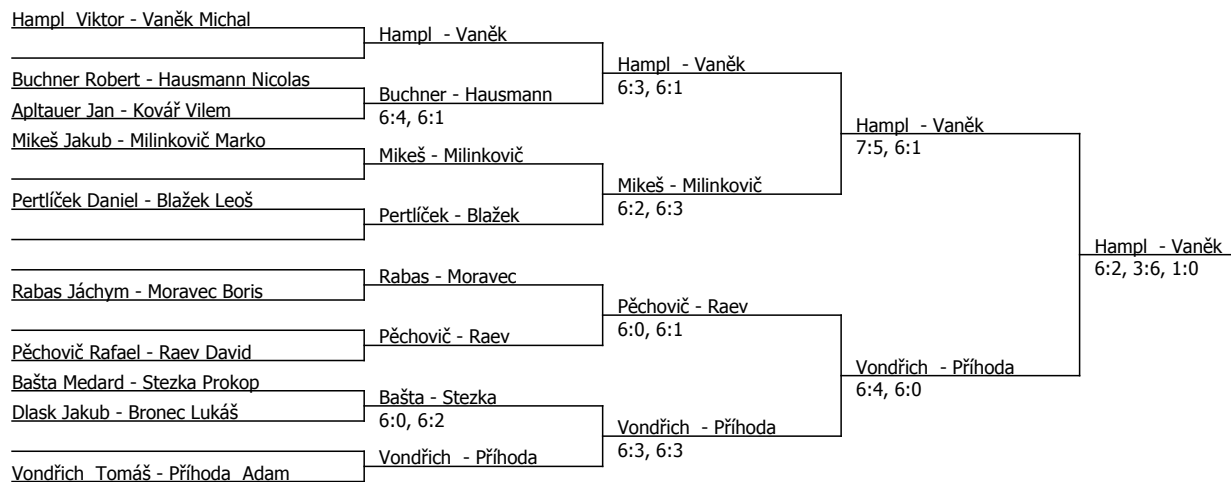 Hampl  Viktor - Vaněk Michal
Buchner Robert - Hausmann Nicolas
Apltauer Jan - Kovář Vilem
Mikeš Jakub - Milinkovič Marko
Pertlíček Daniel - Blažek Leoš
Rabas Jáchym - Moravec Boris
Pěchovič Rafael - Raev David
Bašta Medard - Stezka Prokop
Dlask Jakub - Bronec Lukáš
Vondřich  Tomáš - Příhoda  Adam
Hampl  - Vaněk
Buchner - Hausmann
6:4, 6:1
Mikeš - Milinkovič
Pertlíček - Blažek
Rabas - Moravec
Pěchovič - Raev
Bašta - Stezka
6:0, 6:2
Vondřich  - Příhoda
Hampl  - Vaněk
6:3, 6:1
Mikeš - Milinkovič
6:2, 6:3
Pěchovič - Raev
6:0, 6:1
Vondřich  - Příhoda
6:3, 6:3
Hampl  - Vaněk
7:5, 6:1
Vondřich  - Příhoda
6:4, 6:0
Hampl  - Vaněk
6:2, 3:6, 1:0